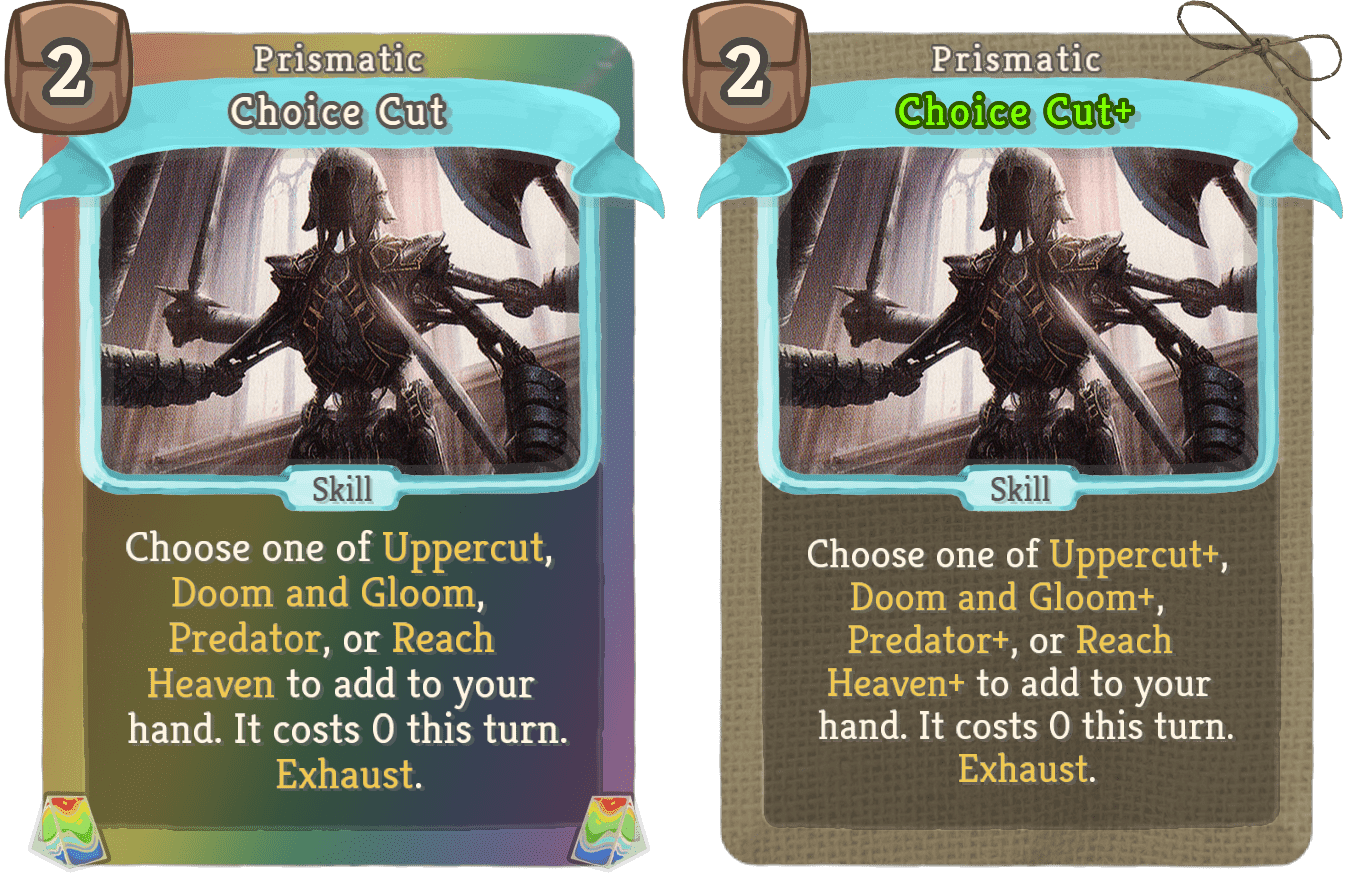 2
Prismatic
Choice Cut
Skill
Choose one of Uppercut,
Doom and Gloom,
Predator, or Reach
Heaven to add to your
hand. It costs 0 this turn.
Exhaust.
2
Prismatic
Choice Cut+
Skill
Choose one of Uppercut+,
Doom and Gloom+,
Predator+, or Reach
Heaven+ to add to your
hand. It costs 0 this turn.
Exhaust.